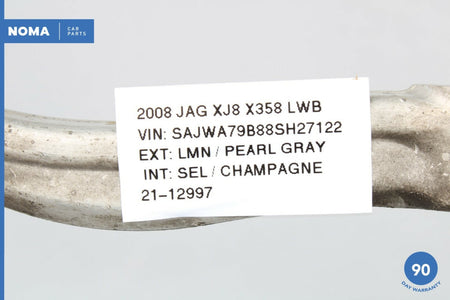 NOMA CAR PARTS
2008 JAG XJ8 X358 LWB
VIN: SAJWA79B88SH27122
EXT: LMN / PEARL GRAY
INT: SEL / CHAMPAGNE
21-12997
90
DAY WARRANTY